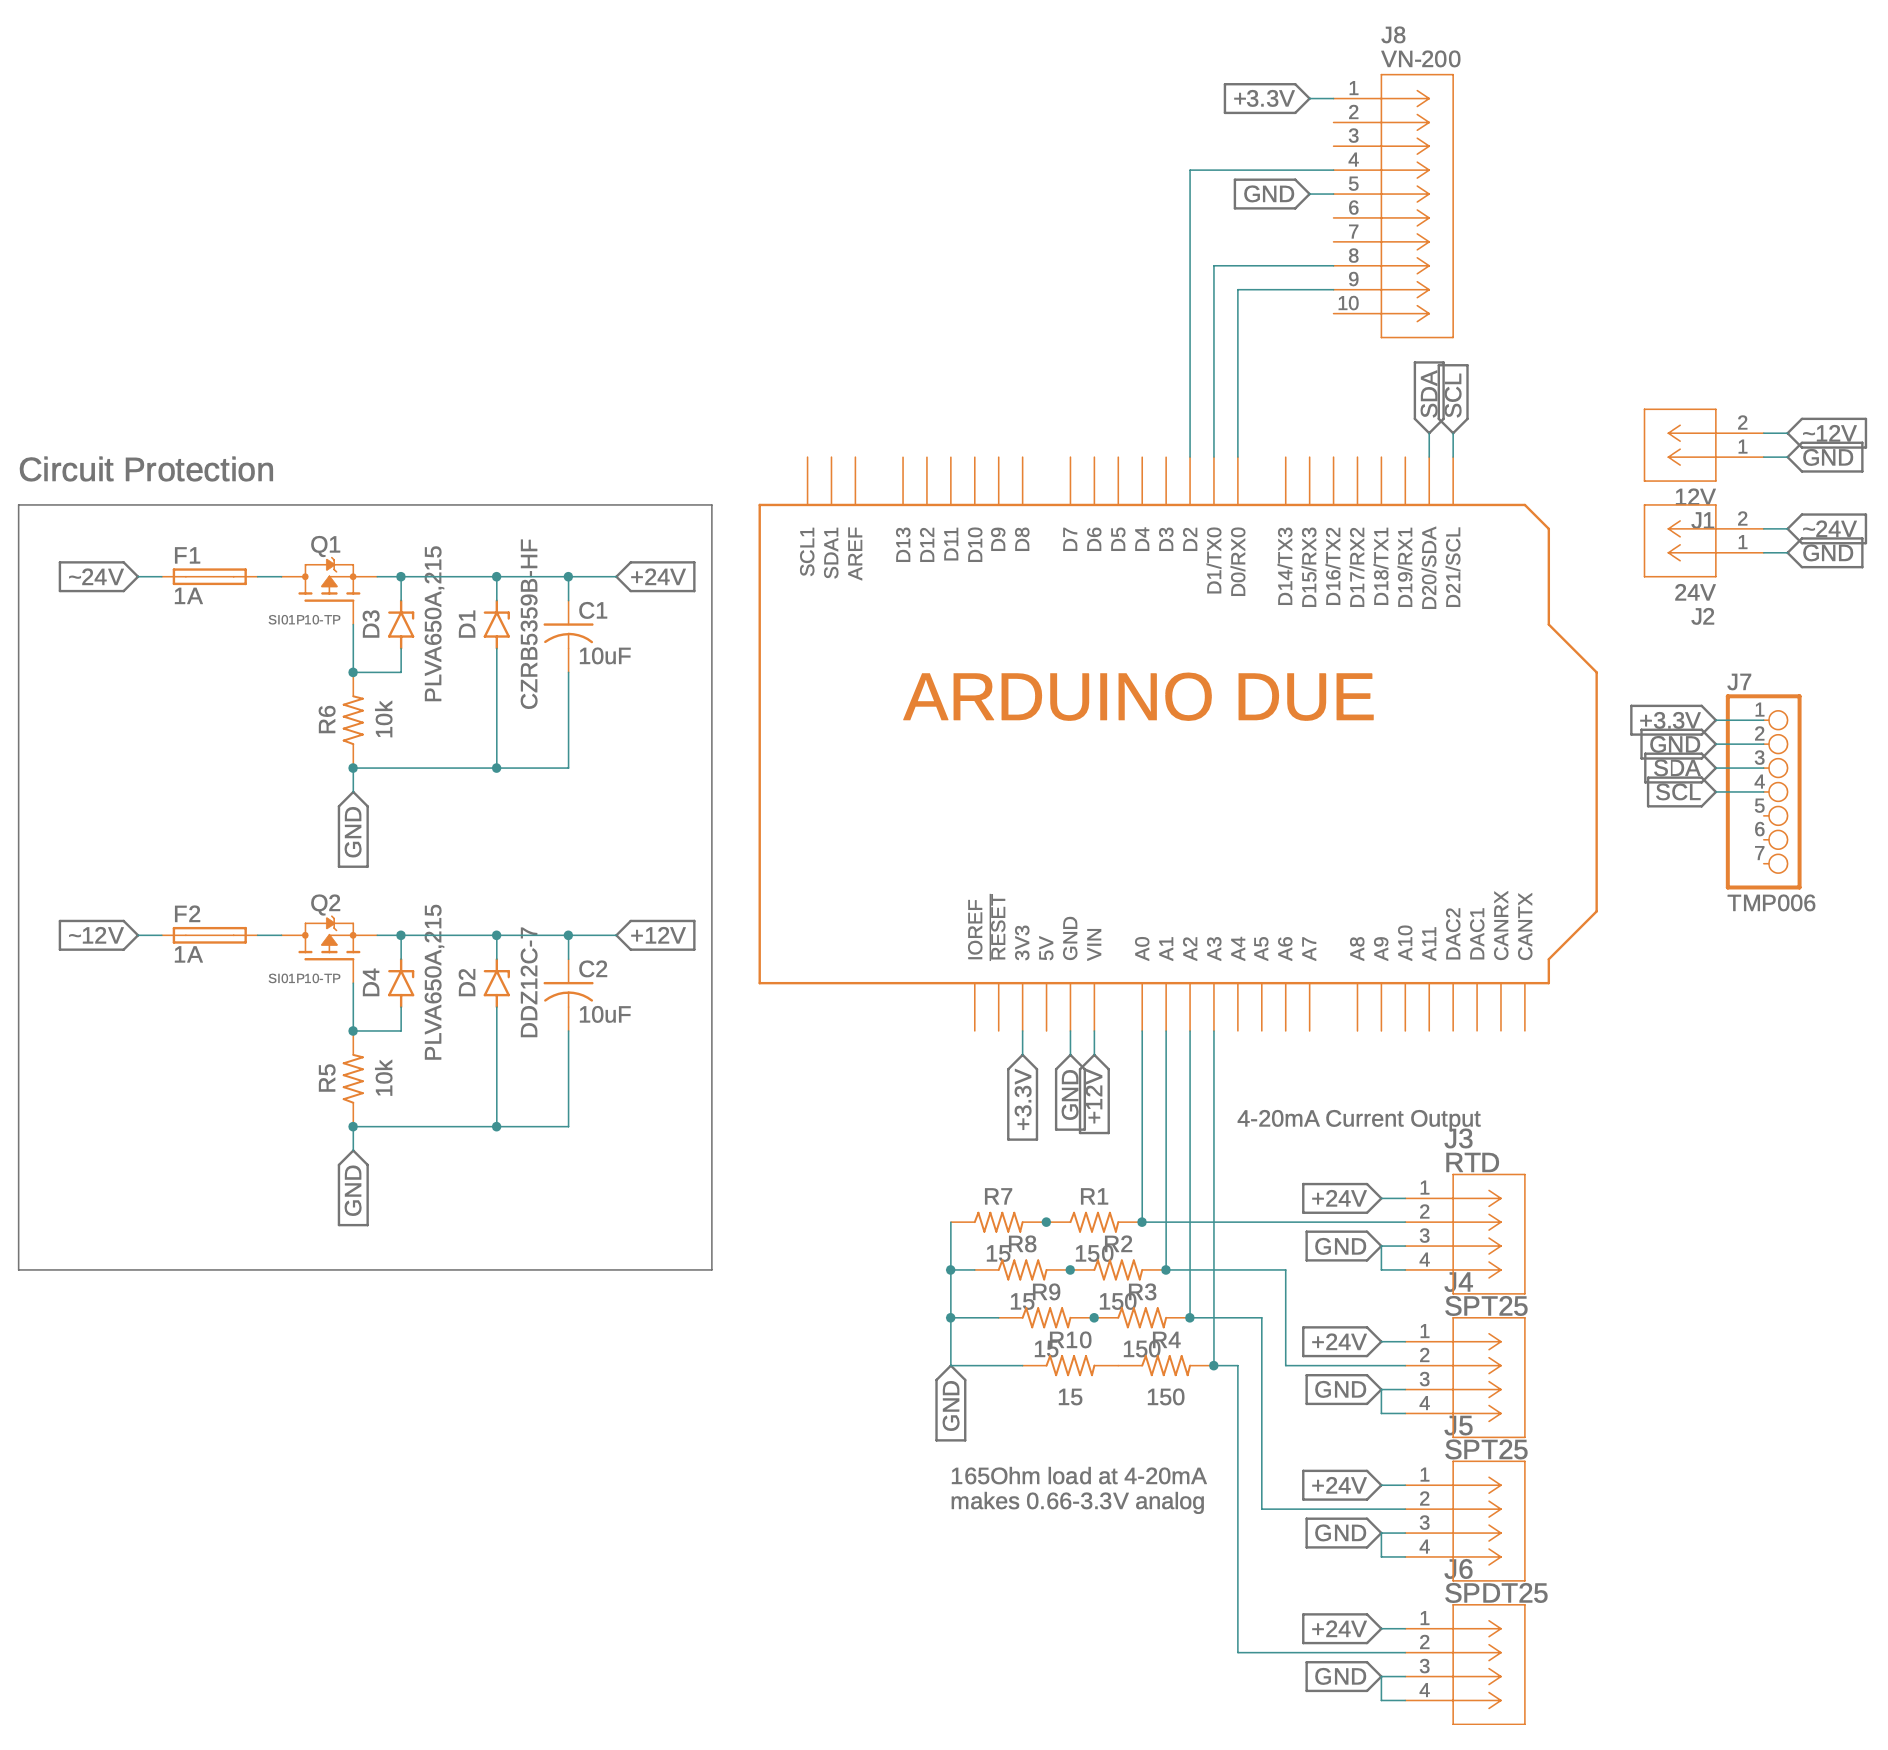 J8
VN-200
+3.3V
1
2
3
4
GND
5
6
7
8
9
10
SDA
SCL
2
~12V
1
GND
12V
J1
2
~24V
1
GND
24V
J2
Circuit Protection
~24V
F1
1A
Q1
SI01P10-TP
D3
PLVA650A,215
D1
CZRB5359B-HF
C1
10uF
+24V
R6
10k
GND
~12V
F2
1A
Q2
SI01P10-TP
D4
PLVA650A,215
D2
DDZ12C-7
C2
10uF
+12V
R5
10k
GND
SCL1
SDA1
AREF
D13
D12
D11
D10
D9
D8
D7
D6
D5
D4
D3
D2
D1/TX0
D0/RX0
D14/TX3
D15/RX3
D16/TX2
D17/RX2
D18/TX1
D19/RX1
D20/SDA
D21/SCL
ARDUINO DUE
IOREF
RESET
3V3
5V
GND
VIN
A0
A1
A2
A3
A4
A5
A6
A7
A8
A9
A10
A11
DAC2
DAC1
CANRX
CANTX
+3.3V
GND
+12V
J7
+3.3V
1
GND
2
SDA
3
SCL
4
5
6
7
TMP006
4-20mA Current Output
J3
RTD
+24V
1
2
GND
3
4
J4
SPT25
+24V
1
2
GND
3
4
J5
SPT25
+24V
1
2
GND
3
4
J6
SPDT25
+24V
1
2
GND
3
4
R7
R1
15
R8
150
R2
15
R9
150
R3
15
R10
150
R4
15
150
GND
165Ohm load at 4-20mA
makes 0.66-3.3V analog